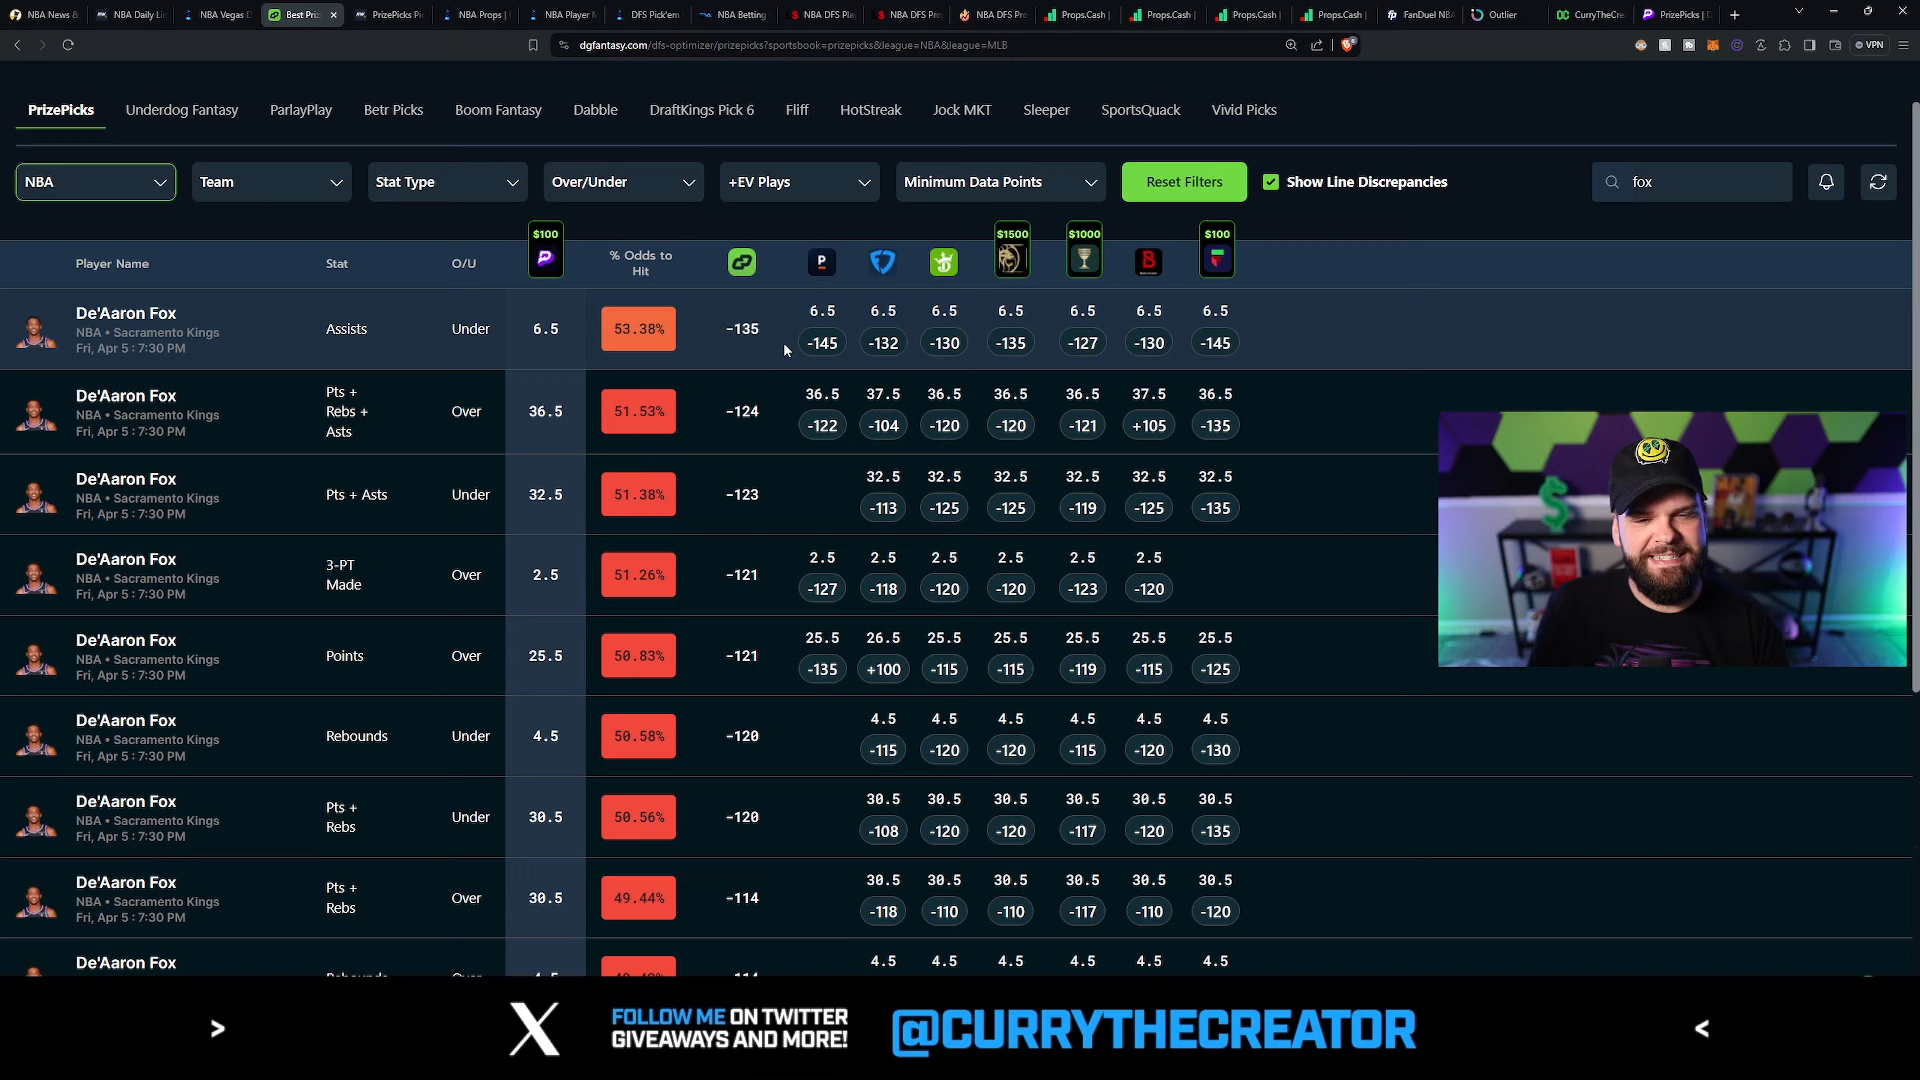 NBA News &
NBA Daily Li
NBA Vegas D
Best Priz
PrizePicks Pi
NBA Props |
NBA Player M
DFS Pick'em
NBA Betting
NBA DFS Pla
NBA DFS Pro
NBA DFS Pro
Props.Cash |
Props.Cash |
Props.Cash |
Props.Cash |
FanDuel NBA
Outlier
CurryTheCre
PrizePicks | D
dgfantasy.com/dfs-optimizer/prizepicks?sportsbook=prizepicks&league=NBA&league=MLB
VPN
PrizePicks Underdog Fantasy ParlayPlay Betr Picks Boom Fantasy Dabble DraftKings Pick 6 Fliff HotStreak Jock MKT Sleeper SportsQuack Vivid Picks
NBA Team Stat Type Over/Under +EV Plays Minimum Data Points Reset Filters Show Line Discrepancies fox
$100 $1500 $1000 $100
Player Name Stat O/U % Odds to
Hit
De'Aaron Fox
NBA • Sacramento Kings
Fri, Apr 5 : 7:30 PM
Assists Under 6.5 53.38% -135
6.5 6.5 6.5 6.5 6.5 6.5 6.5
-145 -132 -130 -135 -127 -130 -145
De'Aaron Fox
NBA • Sacramento Kings
Fri, Apr 5 : 7:30 PM
Pts +
Rebs +
Asts
Over 36.5 51.53% -124
36.5 37.5 36.5 36.5 36.5 37.5 36.5
-122 -104 -120 -120 -121 +105 -135
De'Aaron Fox
NBA • Sacramento Kings
Fri, Apr 5 : 7:30 PM
Pts + Asts Under 32.5 51.38% -123
32.5 32.5 32.5 32.5 32.5 32.5
-113 -125 -125 -119 -125 -135
De'Aaron Fox
NBA • Sacramento Kings
Fri, Apr 5 : 7:30 PM
3-PT
Made
Over 2.5 51.26% -121
2.5 2.5 2.5 2.5 2.5 2.5
-127 -118 -120 -120 -123 -120
De'Aaron Fox
NBA • Sacramento Kings
Fri, Apr 5 : 7:30 PM
Points Over 25.5 50.83% -121
25.5 26.5 25.5 25.5 25.5 25.5 25.5
-135 +100 -115 -115 -119 -115 -125
De'Aaron Fox
NBA • Sacramento Kings
Fri, Apr 5 : 7:30 PM
Rebounds Under 4.5 50.58% -120
4.5 4.5 4.5 4.5 4.5 4.5
-115 -120 -120 -115 -120 -130
De'Aaron Fox
NBA • Sacramento Kings
Fri, Apr 5 : 7:30 PM
Pts +
Rebs
Under 30.5 50.56% -120
30.5 30.5 30.5 30.5 30.5 30.5
-108 -120 -120 -117 -120 -135
De'Aaron Fox
NBA • Sacramento Kings
Fri, Apr 5 : 7:30 PM
Pts +
Rebs
Over 30.5 49.44% -114
30.5 30.5 30.5 30.5 30.5 30.5
-118 -110 -110 -117 -110 -120
De'Aaron Fox
4.5 4.5 4.5 4.5 4.5 4.5
> X FOLLOW ME ON TWITTER
GIVEAWAYS AND MORE!
@CURRYTHECREATOR <